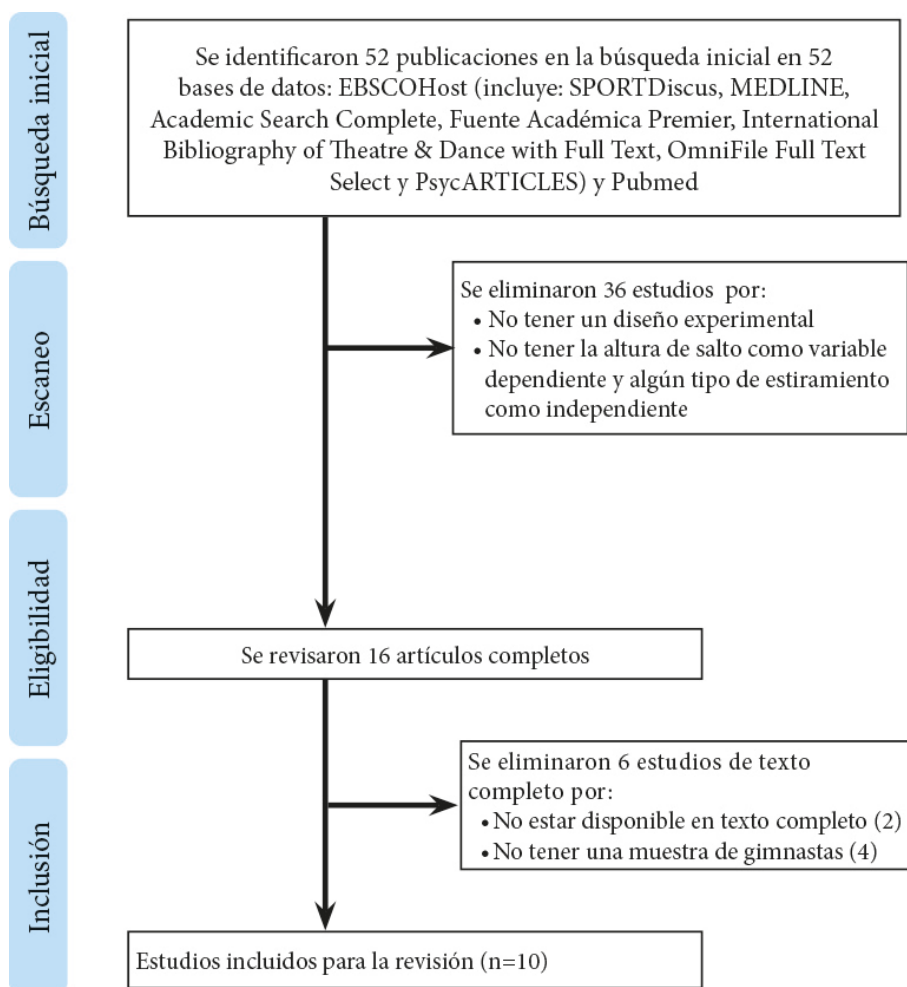 Búsqueda inicial
Se identificaron 52 publicaciones en la búsqueda inicial en 52
bases de datos: EBSCOHost (incluye: SPORTDiscus, MEDLINE,
Academic Search Complete, Fuente Académica Premier, International
Bibliography of Theatre & Dance with Full Text, OmniFile Full Text
Select y PsycARTICLES) y Pubmed
Escaneo
Se eliminaron 36 estudios por:
• No tener un diseño experimental
• No tener la altura de salto como variable
dependiente y algún tipo de estiramiento
como independiente
Eligibilidad
Se revisaron 16 artículos completos
Inclusión
Se eliminaron 6 estudios de texto
completo por:
• No estar disponible en texto completo (2)
• No tener una muestra de gimnastas (4)
Estudios incluidos para la revisión (n=10)